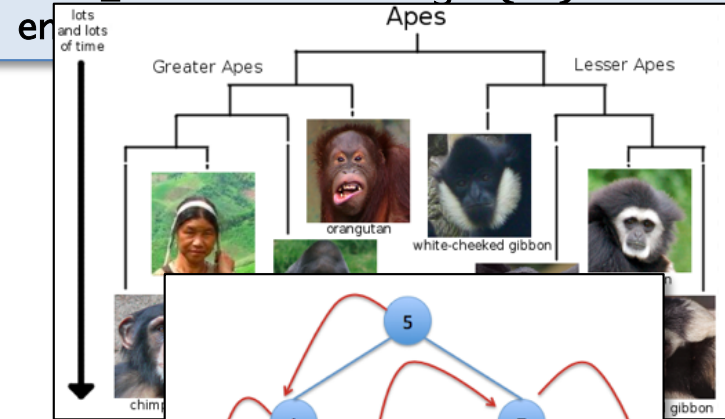 en
lots
and lots
of time
Apes
Greater Apes
Lesser Apes
orangutan
white-cheeked gibbon
chimp
gibbon
5